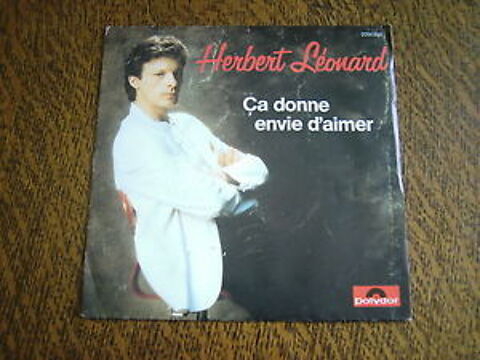 Herbert Léonard
Ça donne
envie d'aimer
Polydor